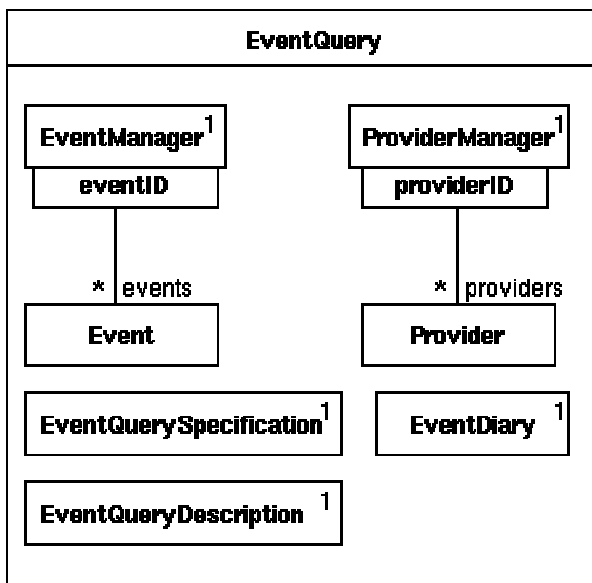 EventQuery
EventManager 1
ProviderManager 1
eventID
providerID
* events
* providers
Event
Provider
EventQuerySpecification 1
EventDiary 1
EventQueryDescription 1